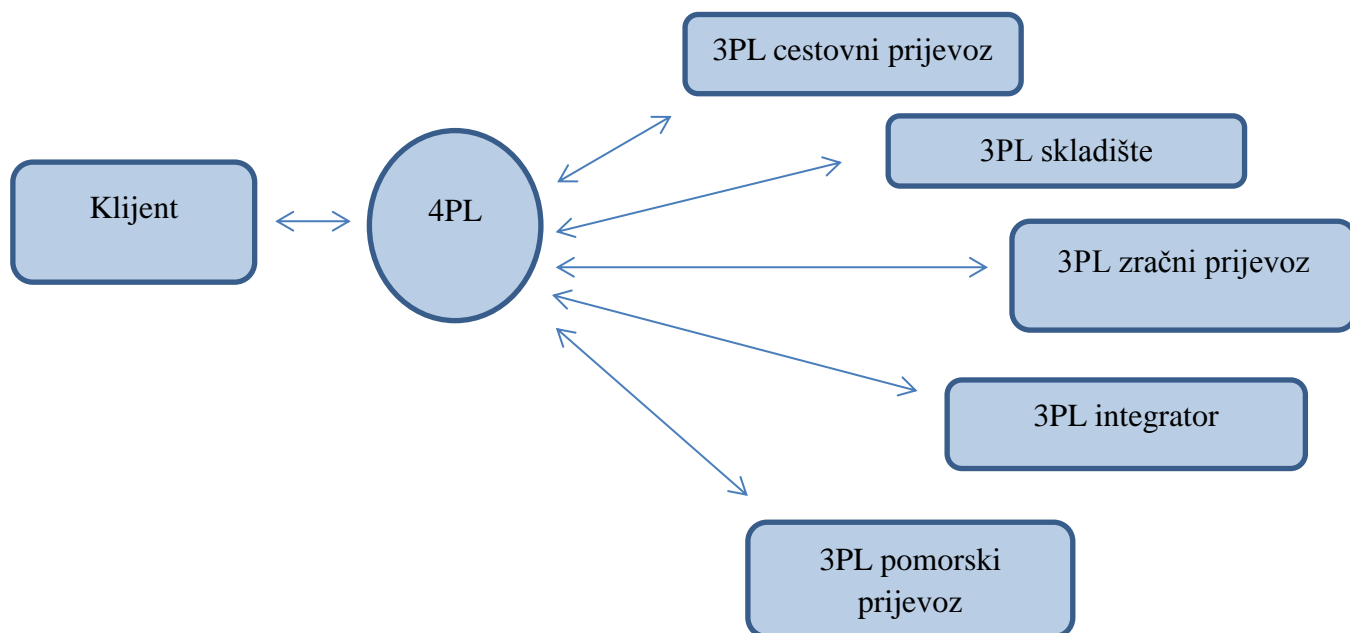 3PL cestovni prijevoz
3PL skladište
Klijent
4PL
3PL zračni prijevoz
3PL integrator
3PL pomorski
prijevoz